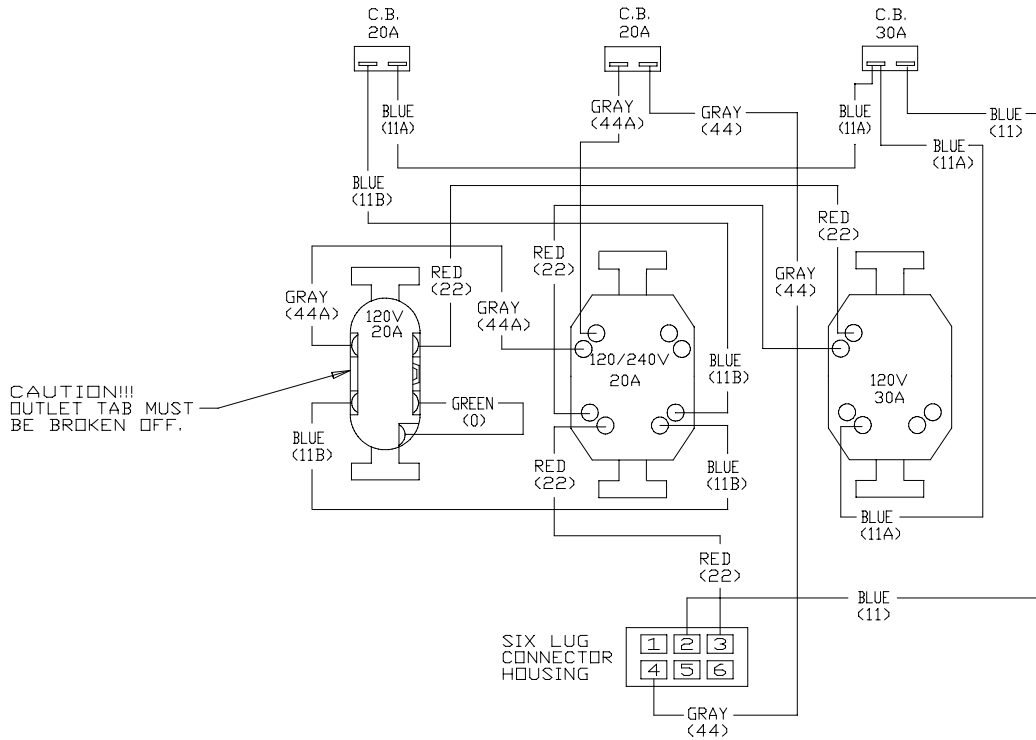 C.B.
20A
C.B.
20A
C.B.
30A
BLUE
(11A)
GRAY
(44A)
GRAY
(44)
BLUE
(11A)
BLUE
(11)
BLUE
(11A)
BLUE
(11B)
RED
(22)
RED
(22)
RED
(22)
GRAY
(44)
GRAY
(44A)
GRAY
(44A)
120V
20A
120/240V
20A
BLUE
(11B)
120V
30A
CAUTION!!!
OUTLET TAB MUST
BE BROKEN OFF.
GREEN
(0)
BLUE
(11B)
RED
(22)
BLUE
(11B)
BLUE
(11A)
RED
(22)
BLUE
(11)
SIX LUG
CONNECTOR
HOUSING
1 2 3
4 5 6
GRAY
(44)